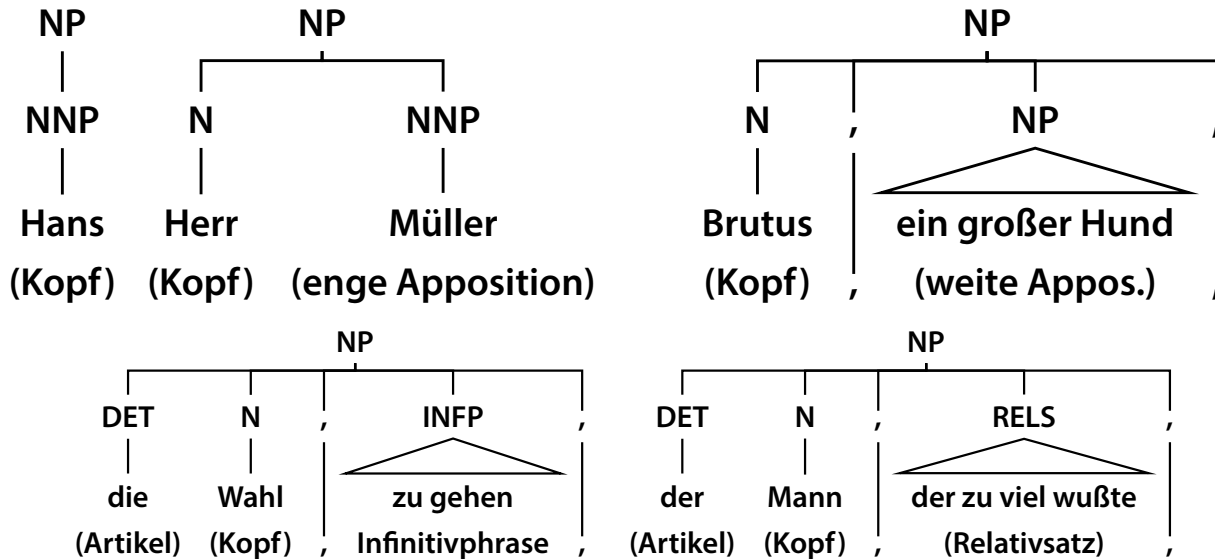 NP NP NP
NNP N NNP N , NP ,
Hans Herr Müller Brutus ein großer Hund
(Kopf) (Kopf) (enge Apposition) (Kopf) , (weite Appos.) ,
NP NP
DET N , INFP , DET N , RELS ,
die Wahl zu gehen der Mann der zu viel wußte
(Artikel) (Kopf) , Infinitivphrase , (Artikel) (Kopf) , (Relativsatz) ,